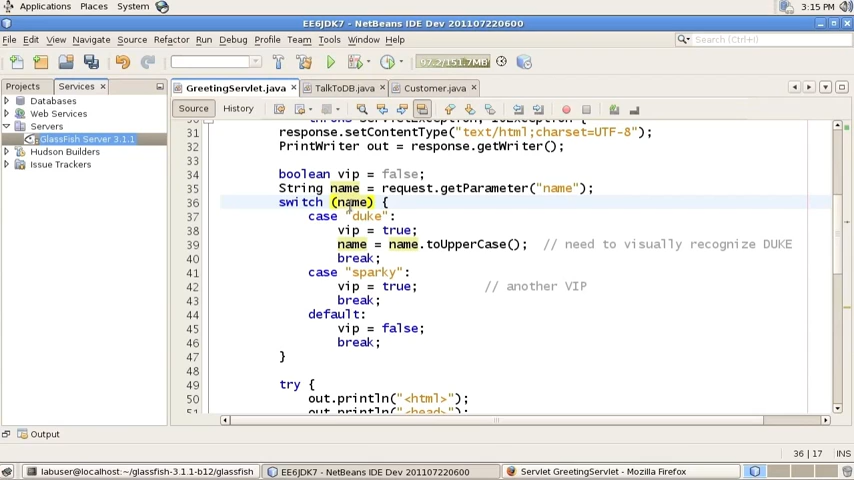 Applications Places System 3:15 PM
EE6JDK7 - NetBeans IDE Dev 201107220600
File Edit View Navigate Source Refactor Run Debug Profile Team Tools Window Help Search (Ctrl+I)
97.2/151.7MB
Projects Services GreetingServlet.java TalkToDB.java Customer.java
Source History
Databases
Web Services
Servers
GlassFish Server 3.1.1
Hudson Builders
Issue Trackers
31 response.setContentType("text/html;charset=UTF-8");
32 PrintWriter out = response.getWriter();
33
34 boolean vip = false;
35 String name = request.getParameter("name");
36 switch (name) {
37 case "duke":
38 vip = true;
39 name = name.toUpperCase(); // need to visually recognize DUKE
40 break;
41 case "sparky":
42 vip = true; // another VIP
43 break;
44 default:
45 vip = false;
46 break;
47 }
48
49 try {
50 out.println("<html>");
out.println("<head>");
Output
36 | 17 INS
labuser@localhost:~/glassfish-3.1.1-b12/glassfish EE6JDK7 - NetBeans IDE Dev 201107220600 Servlet GreetingServlet - Mozilla Firefox